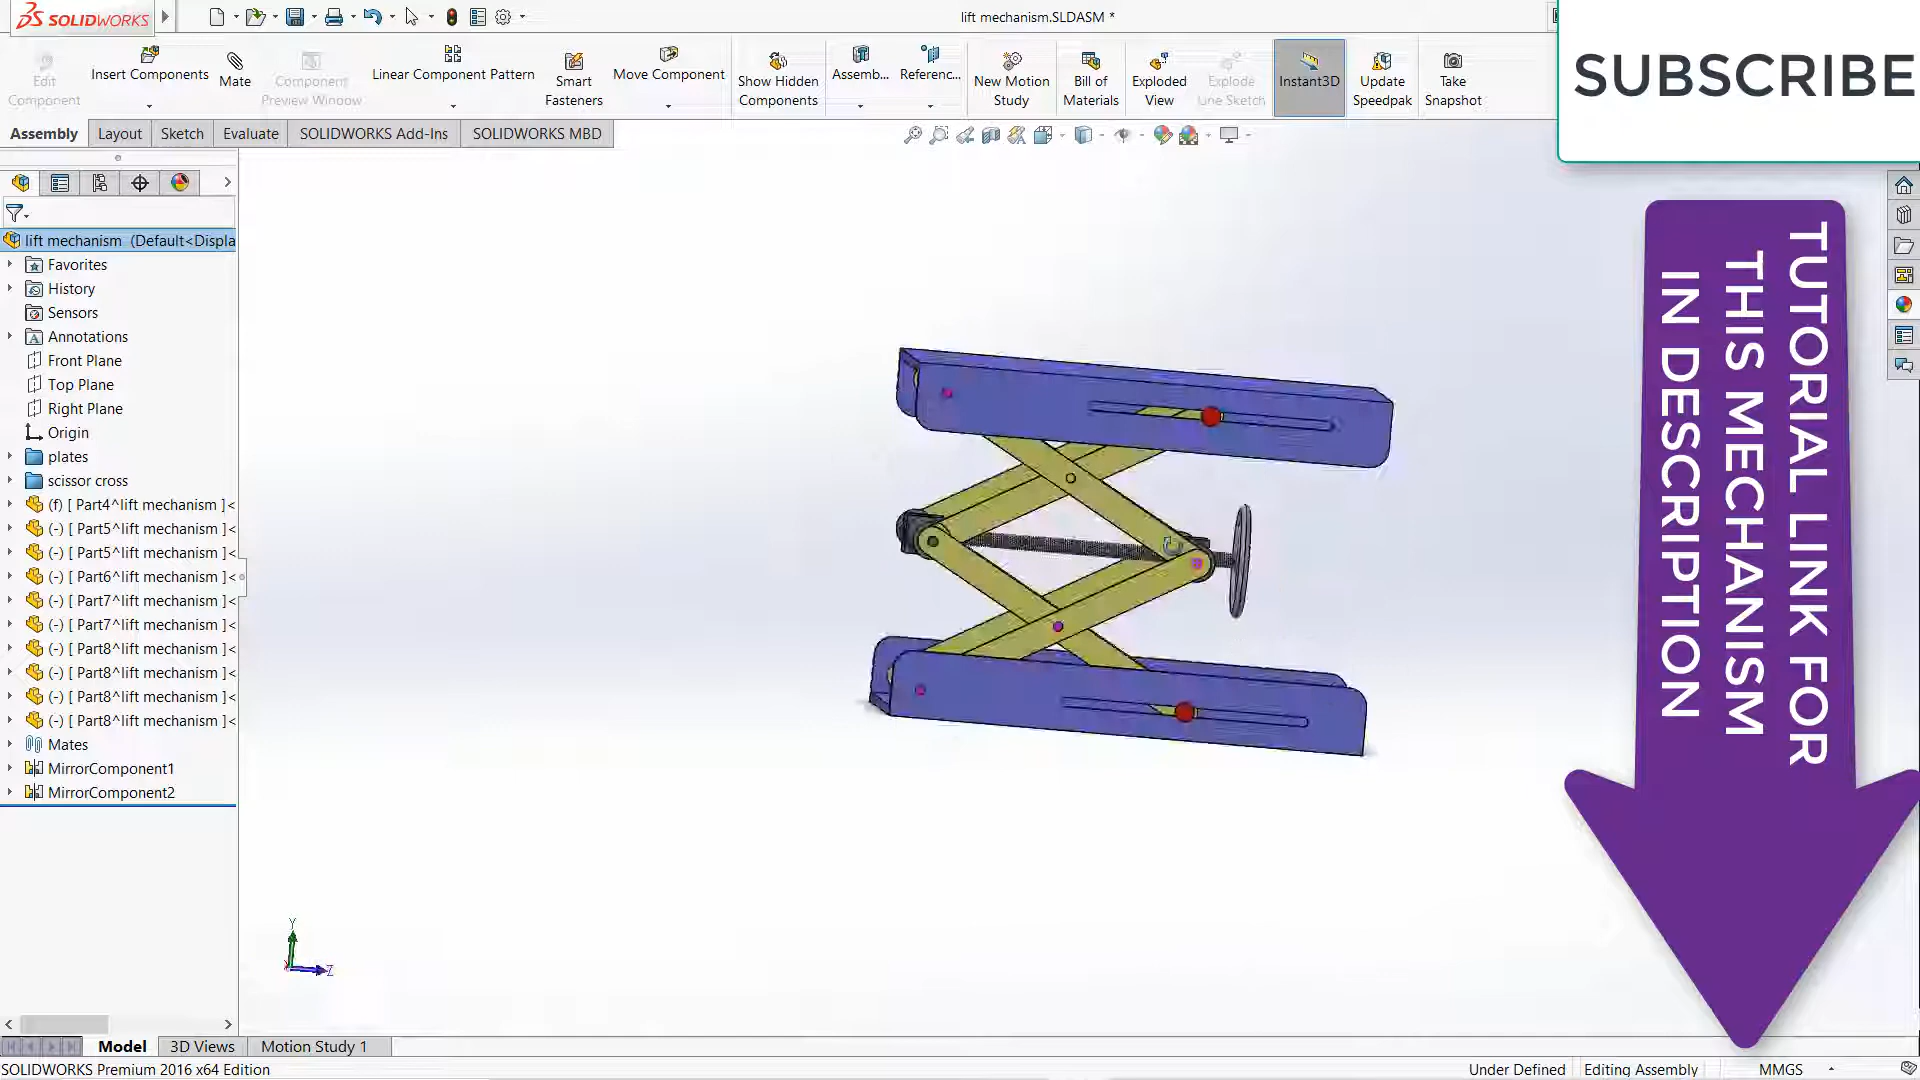 SOLIDWORKS
lift mechanism.SLDASM *
SUBSCRIBE
Edit Component
Insert Components
Mate
Component Preview Window
Linear Component Pattern
Smart Fasteners
Move Component
Show Hidden Components
Assemb...
Referenc...
New Motion Study
Bill of Materials
Exploded View
Explode Line Sketch
Instant3D
Update Speedpak
Take Snapshot
Assembly
Layout
Sketch
Evaluate
SOLIDWORKS Add-Ins
SOLIDWORKS MBD
lift mechanism (Default<Displa
Favorites
History
Sensors
Annotations
Front Plane
Top Plane
Right Plane
Origin
plates
scissor cross
(f) [ Part4^lift mechanism ]<
(-) [ Part5^lift mechanism ]<
(-) [ Part5^lift mechanism ]<
(-) [ Part6^lift mechanism ]<
(-) [ Part7^lift mechanism ]<
(-) [ Part7^lift mechanism ]<
(-) [ Part8^lift mechanism ]<
(-) [ Part8^lift mechanism ]<
(-) [ Part8^lift mechanism ]<
(-) [ Part8^lift mechanism ]<
Mates
MirrorComponent1
MirrorComponent2
TUTORIAL LINK FOR
THIS MECHANISM
IN DESCRIPTION
Y
Z
Model
3D Views
Motion Study 1
SOLIDWORKS Premium 2016 x64 Edition
Under Defined
Editing Assembly
MMGS